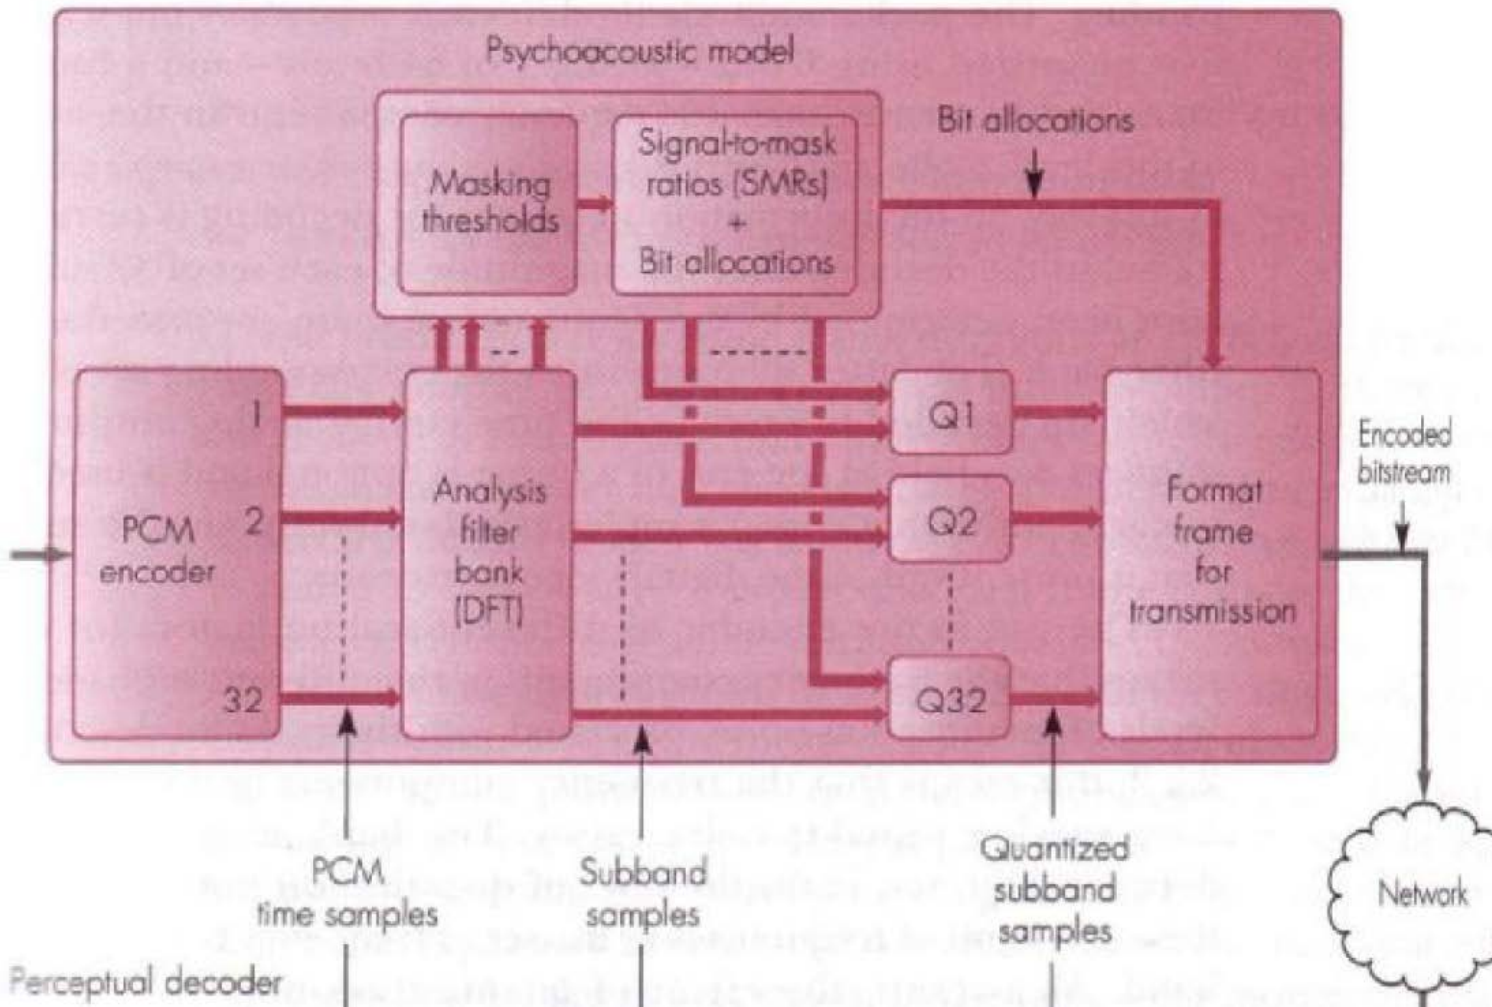 Psychoacoustic model
Masking
thresholds
Signal-to-mask
ratios (SMRs)
+
Bit allocations
Bit allocations
PCM
encoder
1
2
32
Analysis
filter
bank
(DFT)
Q1
Q2
Q32
Format
frame
for
transmission
Encoded
bitstream
PCM
time samples
Subband
samples
Quantized
subband
samples
Network
Perceptual decoder